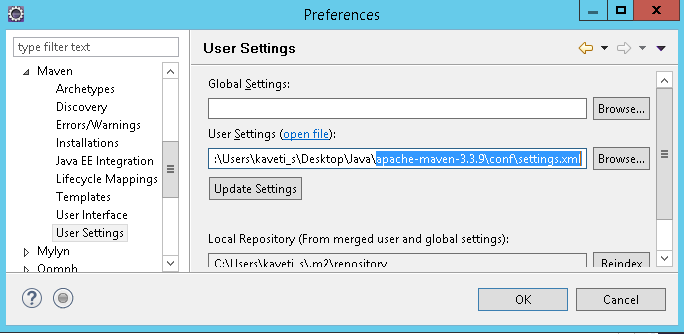 Preferences
type filter text
Maven
Archetypes
Discovery
Errors/Warnings
Installations
Java EE Integration
Lifecycle Mappings
Templates
User Interface
User Settings
Mylyn
Oomph
User Settings
Global Settings:
Browse...
User Settings (open file):
:\Users\kaveti_s\Desktop\Java\apache-maven-3.3.9\conf\settings.xml
Browse...
Update Settings
Local Repository (From merged user and global settings):
C:\Users\kaveti_s\.m2\repository
Reindex
?
OK
Cancel